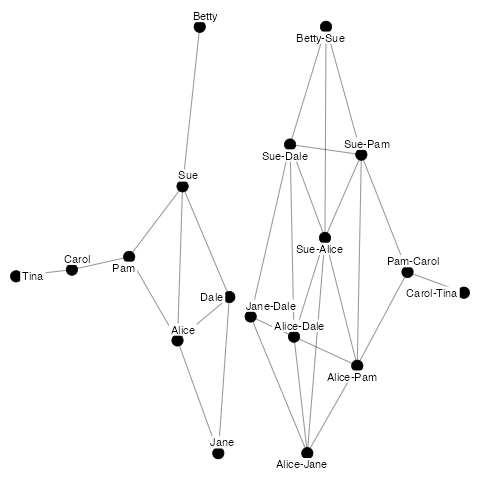 Betty
Sue
Carol
Pam
Tina
Dale
Alice
Jane
Betty-Sue
Sue-Dale
Sue-Pam
Sue-Alice
Pam-Carol
Carol-Tina
Jane-Dale
Alice-Dale
Alice-Pam
Alice-Jane